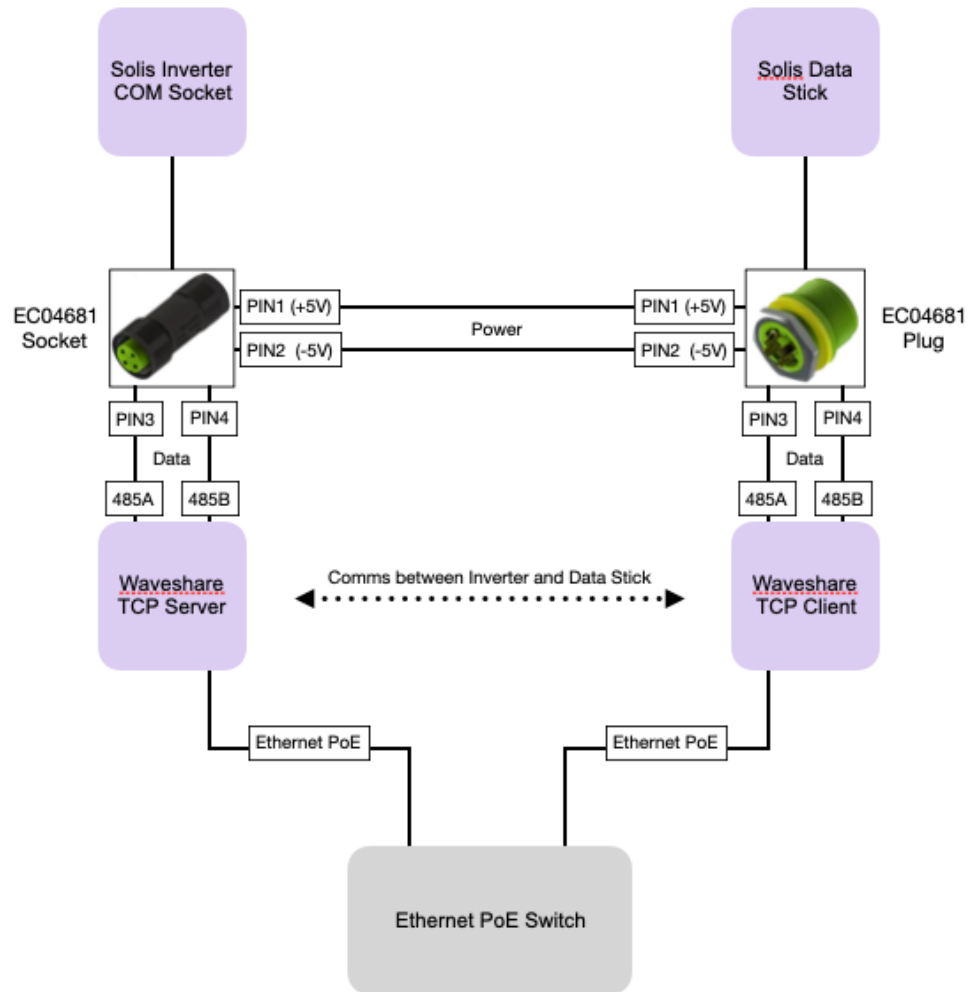 Solis Inverter
COM Socket
Solis Data
Stick
EC04681
Socket
PIN1 (+5V)
PIN1 (+5V)
Power
PIN2 (-5V)
PIN2 (-5V)
EC04681
Plug
PIN3
PIN4
Data
485A
485B
PIN3
PIN4
Data
485A
485B
Waveshare
TCP Server
Comms between Inverter and Data Stick
Waveshare
TCP Client
Ethernet PoE
Ethernet PoE
Ethernet PoE Switch